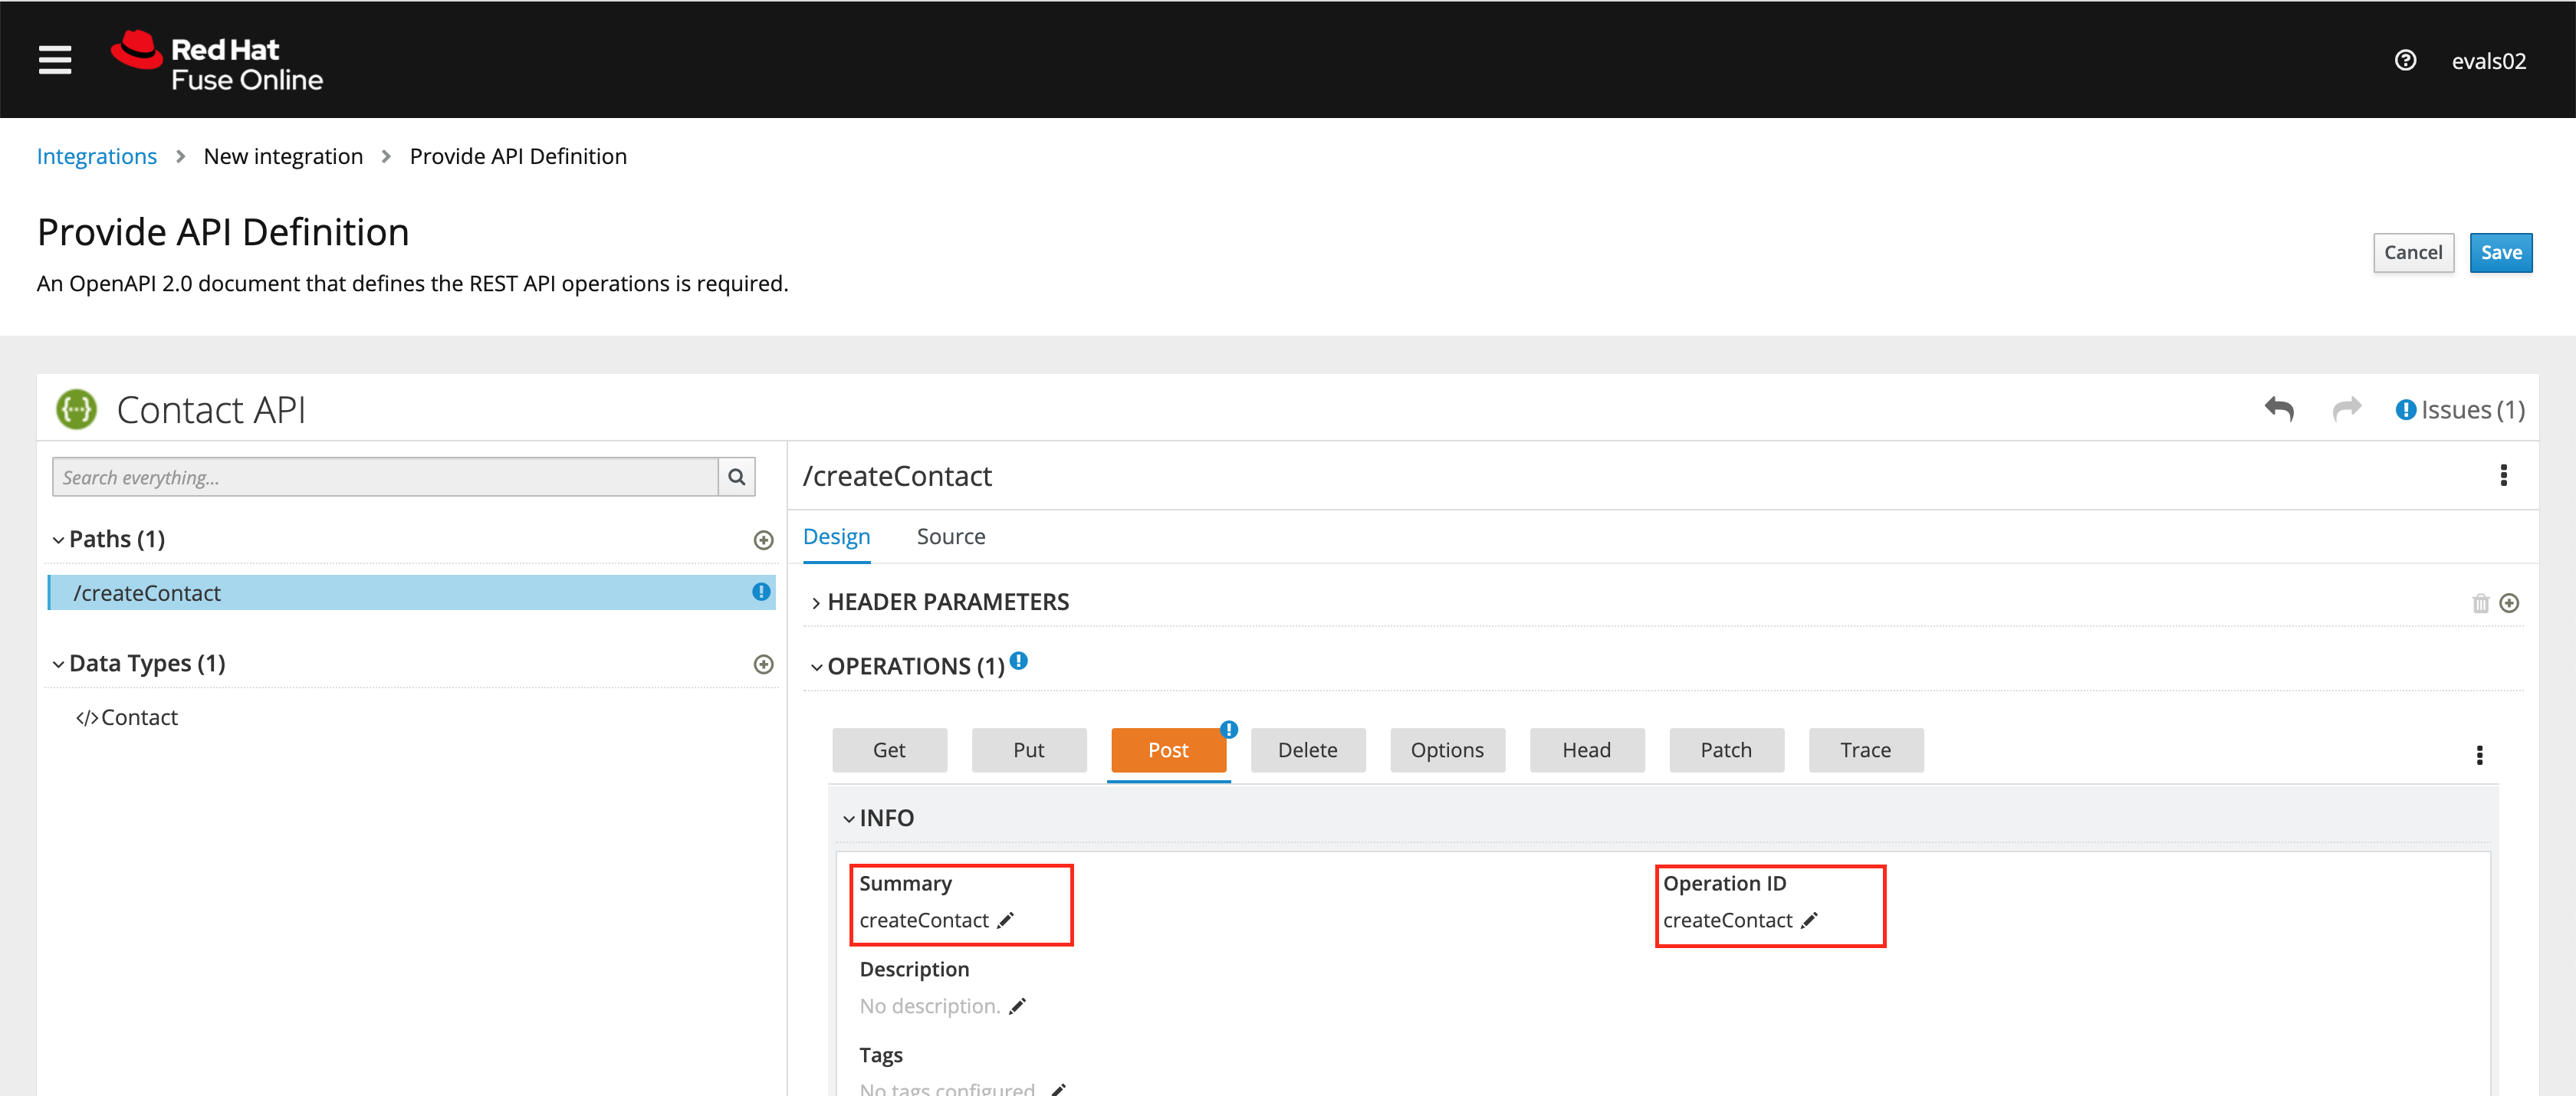 Red Hat
Fuse Online
evals02
Integrations > New integration > Provide API Definition
Provide API Definition
Cancel
Save
An OpenAPI 2.0 document that defines the REST API operations is required.
Contact API
Issues (1)
Search everything...
/createContact
Design
Source
Paths (1)
/createContact
HEADER PARAMETERS
Data Types (1)
OPERATIONS (1)
</>Contact
Get
Put
Post
Delete
Options
Head
Patch
Trace
INFO
Summary
Operation ID
createContact
createContact
Description
No description.
Tags
No tags configured.